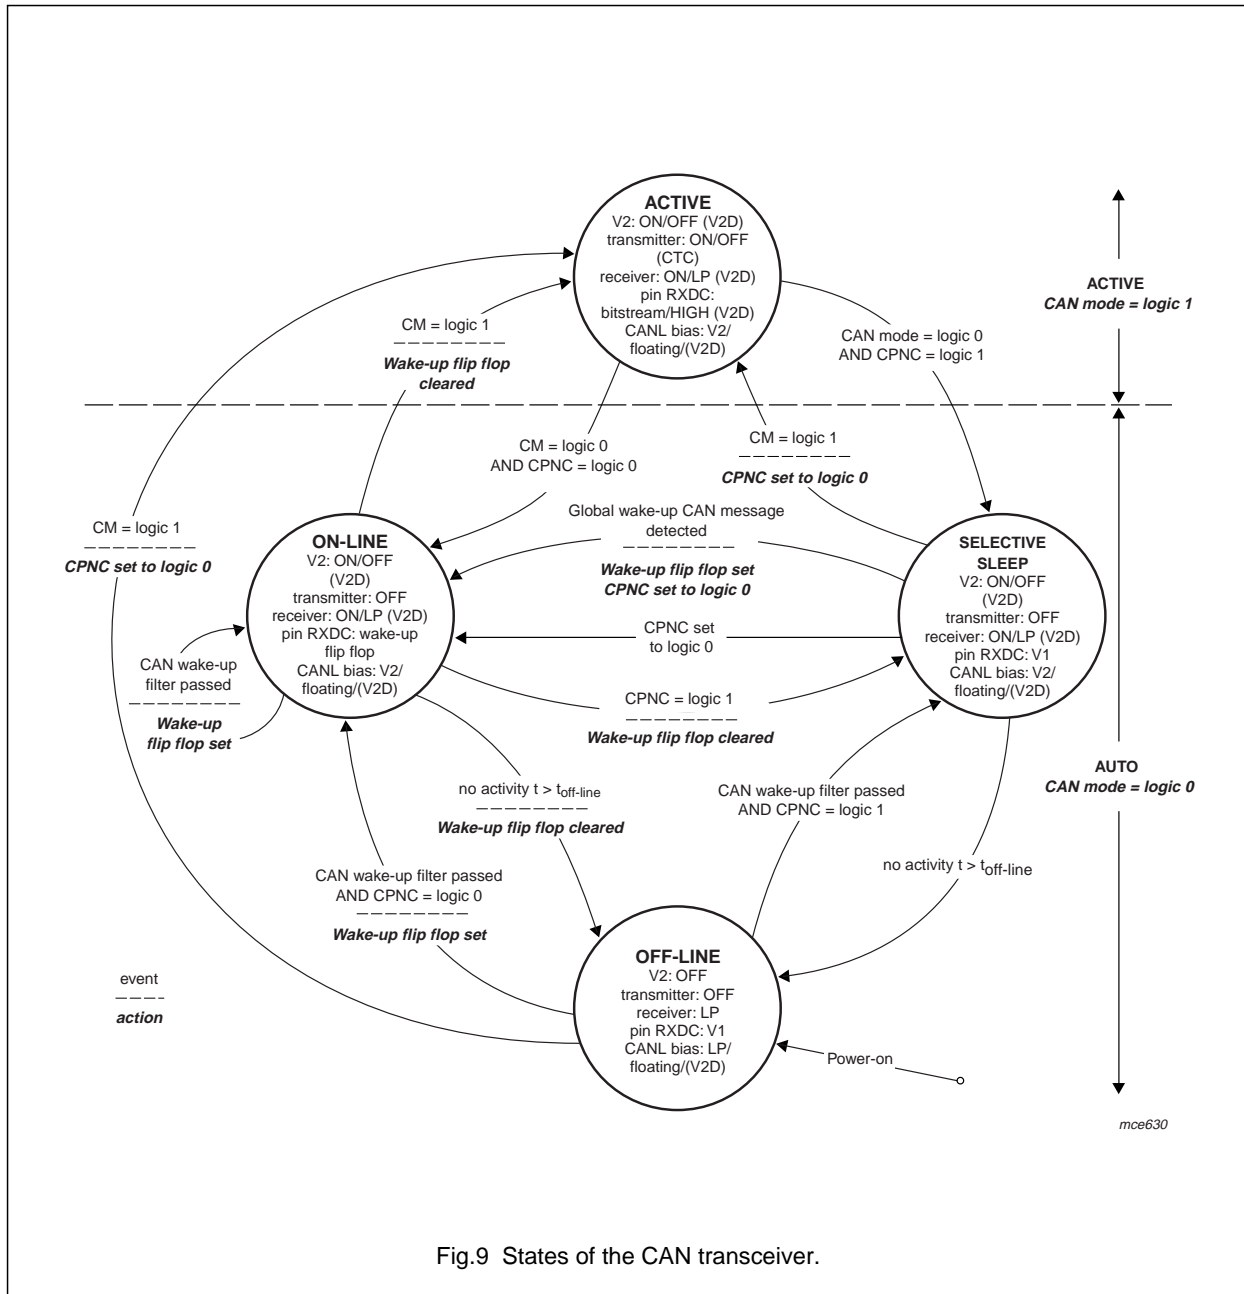 ACTIVE
V2: ON/OFF (V2D)
transmitter: ON/OFF
(CTC)
receiver: ON/LP (V2D)
pin RXDC:
bitstream/HIGH (V2D)
CANL bias: V2/
floating/(V2D)
ACTIVE
CAN mode = logic 1
CM = logic 1
Wake-up flip flop
cleared
CAN mode = logic 0
AND CPNC = logic 1
CM = logic 0
AND CPNC = logic 0
CM = logic 1
CPNC set to logic 0
CM = logic 1
CPNC set to logic 0
Global wake-up CAN message
detected
Wake-up flip flop set
CPNC set to logic 0
ON-LINE
V2: ON/OFF
(V2D)
transmitter: OFF
receiver: ON/LP (V2D)
pin RXDC: wake-up
flip flop
CANL bias: V2/
floating/(V2D)
SELECTIVE
SLEEP
V2: ON/OFF
(V2D)
transmitter: OFF
receiver: ON/LP (V2D)
pin RXDC: V1
CANL bias: V2/
floating/(V2D)
CPNC set
to logic 0
CAN wake-up
filter passed
Wake-up
flip flop set
CPNC = logic 1
Wake-up flip flop cleared
AUTO
CAN mode = logic 0
no activity t > toff-line
Wake-up flip flop cleared
CAN wake-up filter passed
AND CPNC = logic 1
CAN wake-up filter passed
AND CPNC = logic 0
Wake-up flip flop set
no activity t > toff-line
OFF-LINE
V2: OFF
transmitter: OFF
receiver: LP
pin RXDC: V1
CANL bias: LP/
floating/(V2D)
event
action
Power-on
mce630
Fig.9 States of the CAN transceiver.